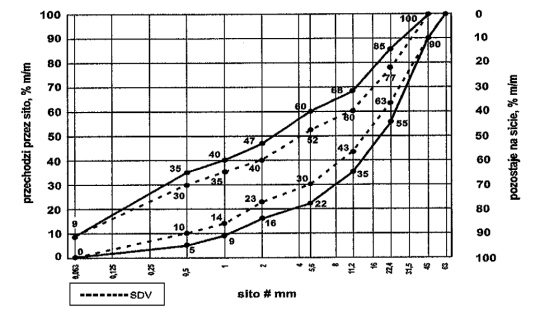 100 0
90 10
80 20
70 30
60 40
50 50
40 60
30 70
20 80
10 90
0 100
przechodzi przez sito, % m/m
pozostaje na sicie, % m/m
9 35 40 47 60 68 85 100
30 35 40 52 60 77
0 10 14 23 30 43 63 90
5 9 16 22 35 55
0,063 0,125 0,25 0,5 1 2 4 5,6 8 11,2 16 22,4 31,5 45 63
sito # mm
SDV